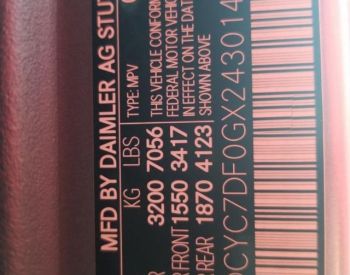 MFD BY DAIMLER AG STU
KG LBS TYPE: MPV
3200 7056 THIS VEHICLE CONFORM
FRONT 1550 3417 FEDERAL MOTOR VEHIC
REAR 1870 4123 IN EFFECT ON THE DAT
SHOWN ABOVE
CYC7DF0GX243014